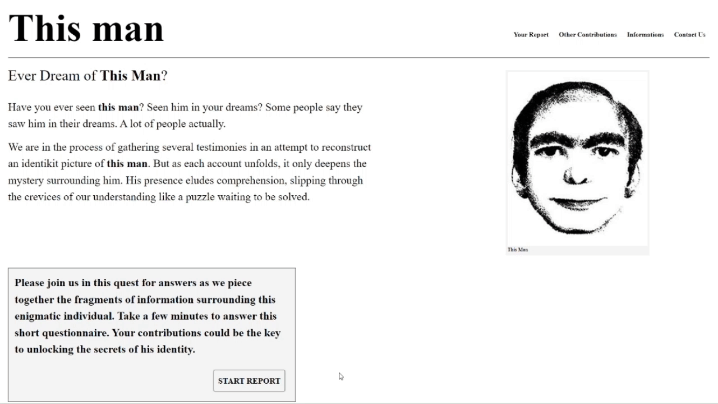 This man
Your Report Other Contributions Informations Contact Us
Ever Dream of This Man?
Have you ever seen this man? Seen him in your dreams? Some people say they
saw him in their dreams. A lot of people actually.
We are in the process of gathering several testimonies in an attempt to reconstruct
an identikit picture of this man. But as each account unfolds, it only deepens the
mystery surrounding him. His presence eludes comprehension, slipping through
the crevices of our understanding like a puzzle waiting to be solved.
This Man
Please join us in this quest for answers as we piece
together the fragments of information surrounding this
enigmatic individual. Take a few minutes to answer this
short questionnaire. Your contributions could be the key
to unlocking the secrets of his identity.
START REPORT